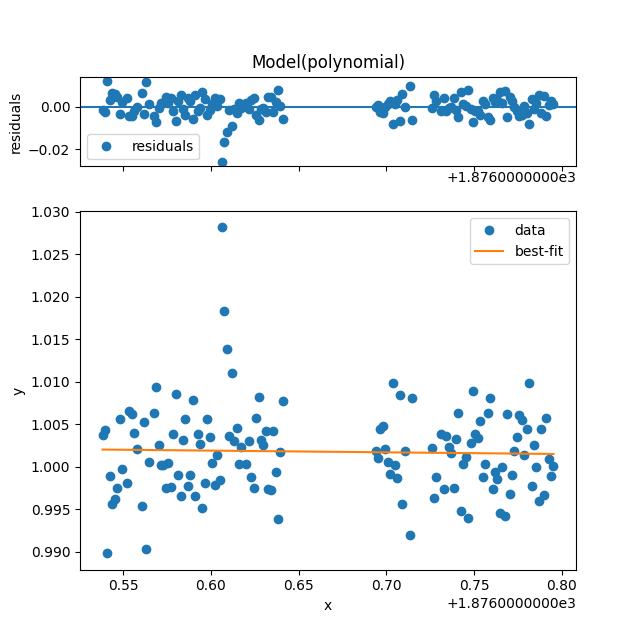 Model(polynomial)
residuals
0.00
−0.02
residuals
+1.8760000000e3
y
1.030
1.025
1.020
1.015
1.010
1.005
1.000
0.995
0.990
data
best-fit
0.55
0.60
0.65
0.70
0.75
0.80
x
+1.8760000000e3